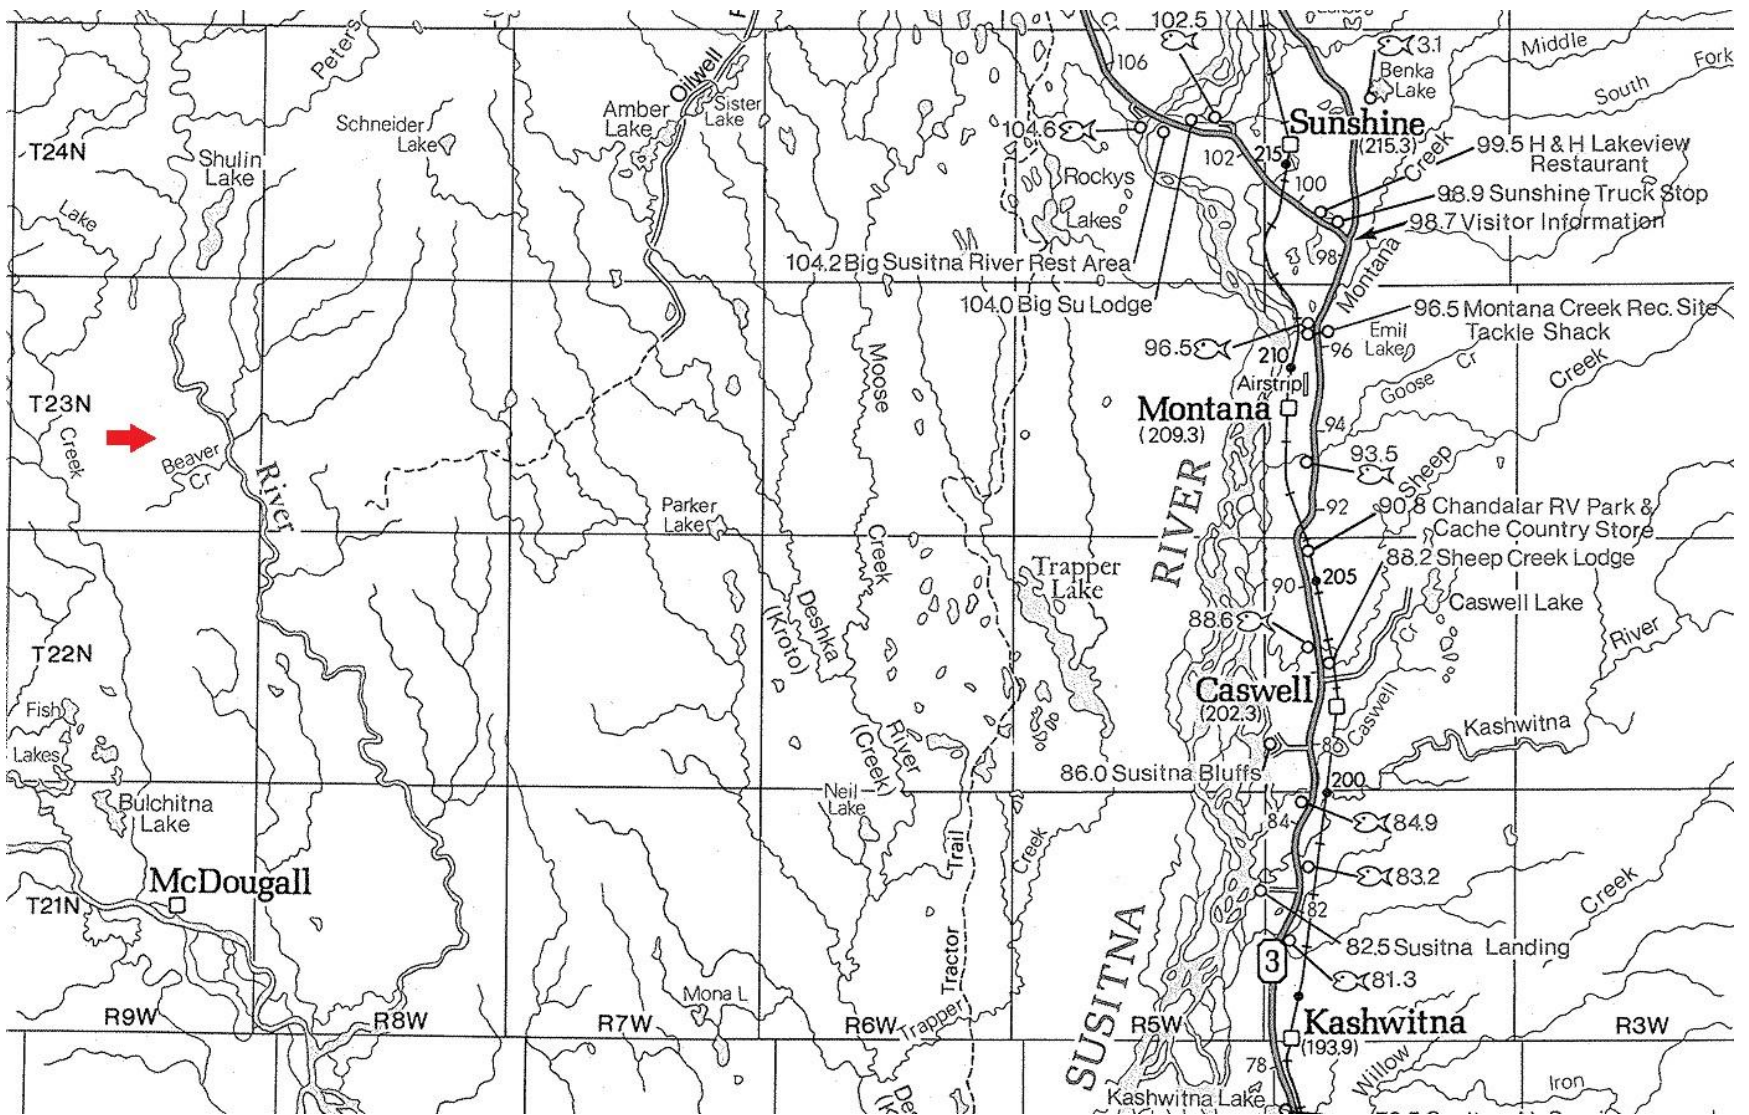 102.5
3.1
Middle
Fork
South
Peters
106
Oilwell
Benka
Lake
Amber
Lake
Sister
Lake
Schneider
Lake
104.6
Sunshine
(215.3)
Creek
99.5 H & H Lakeview
Restaurant
T24N
Shulin
Lake
102
215
100
Rockys
Lakes
98.9 Sunshine Truck Stop
98.7 Visitor Information
Lake
98
Montana
104.2 Big Susitna River Rest Area
104.0 Big Su Lodge
96.5 Montana Creek Rec. Site
Tackle Shack
Emil
Lake
96.5
96
210
Moose
Airstrip
Goose Cr
Creek
T23N
Montana
(209.3)
94
Creek
Beaver
Cr
River
93.5
Sheep
RIVER
Parker
Lake
92
90.8 Chandalar RV Park &
Cache Country Store
Creek
88.2 Sheep Creek Lodge
Trapper
Lake
90
205
Caswell Lake
Deshka
(Kroto)
88.6
Cr
River
T22N
Caswell
(202.3)
Caswell
Fish
Lakes
River
(Creek)
Kashwitna
86
86.0 Susitna Bluffs
200
Neil
Lake
Bulchitna
Lake
84
84.9
Trail
Creek
83.2
McDougall
T21N
Creek
82
SUSITNA
82.5 Susitna Landing
3
81.3
Tractor
Mona L
R9W
R8W
R7W
R6W
Trapper
R5W
Kashwitna
(193.9)
R3W
78
Willow
Iron
Kashwitna Lake